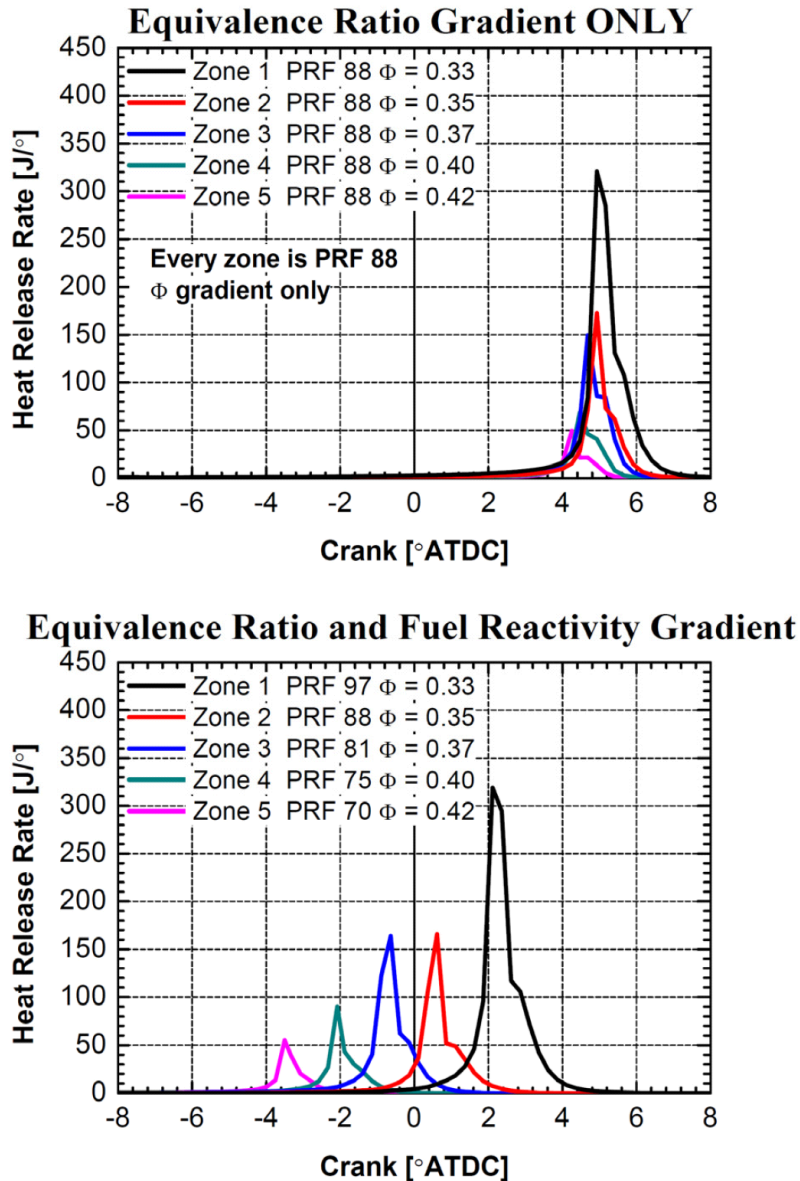 Equivalence Ratio Gradient ONLY
Heat Release Rate [J/°]
450
400
350
300
250
200
150
100
50
0
Zone 1 PRF 88 Φ = 0.33
Zone 2 PRF 88 Φ = 0.35
Zone 3 PRF 88 Φ = 0.37
Zone 4 PRF 88 Φ = 0.40
Zone 5 PRF 88 Φ = 0.42
Every zone is PRF 88
Φ gradient only
-8 -6 -4 -2 0 2 4 6 8
Crank [°ATDC]
Equivalence Ratio and Fuel Reactivity Gradient
Heat Release Rate [J/°]
450
400
350
300
250
200
150
100
50
0
Zone 1 PRF 97 Φ = 0.33
Zone 2 PRF 88 Φ = 0.35
Zone 3 PRF 81 Φ = 0.37
Zone 4 PRF 75 Φ = 0.40
Zone 5 PRF 70 Φ = 0.42
-8 -6 -4 -2 0 2 4 6 8
Crank [°ATDC]